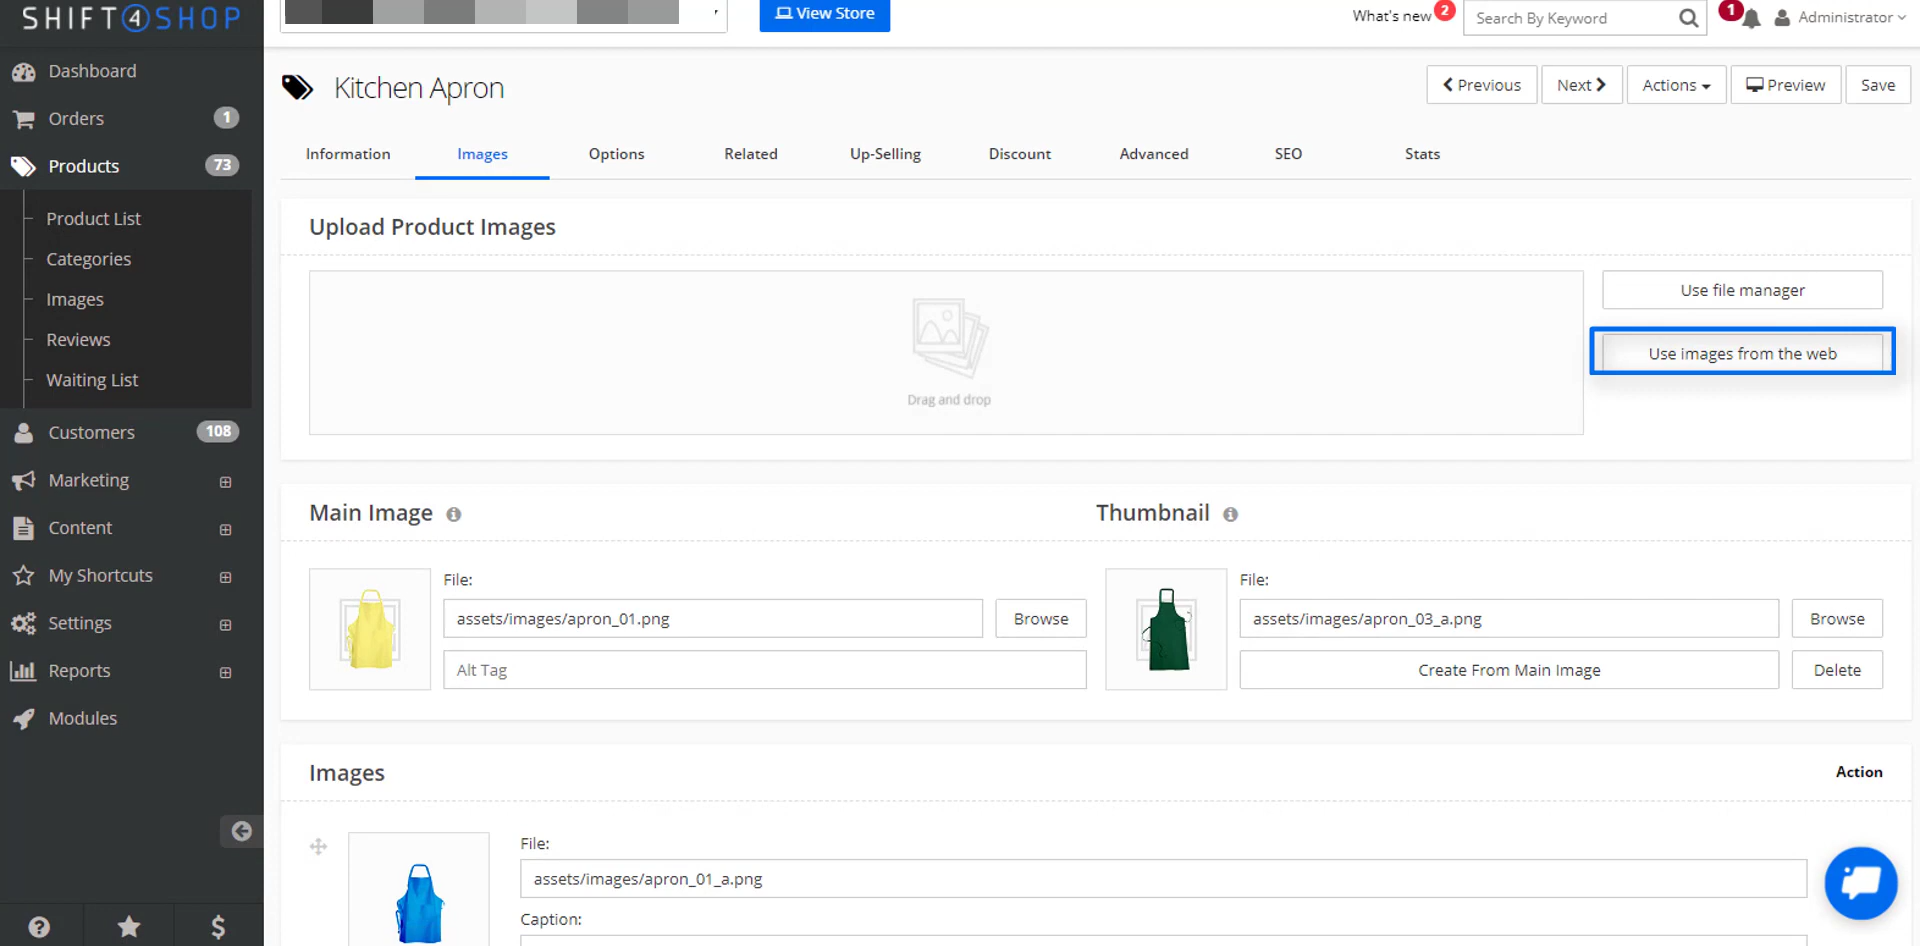 SHIFT4SHOP
View Store
What's new 2
Search By Keyword
1
Administrator
Dashboard
Orders 1
Products 73
Product List
Categories
Images
Reviews
Waiting List
Customers 108
Marketing
Content
My Shortcuts
Settings
Reports
Modules
Kitchen Apron
Previous
Next
Actions
Preview
Save
Information
Images
Options
Related
Up-Selling
Discount
Advanced
SEO
Stats
Upload Product Images
Drag and drop
Use file manager
Use images from the web
Main Image
File:
assets/images/apron_01.png
Browse
Alt Tag
Thumbnail
File:
assets/images/apron_03_a.png
Browse
Create From Main Image
Delete
Images
Action
File:
assets/images/apron_01_a.png
Caption: